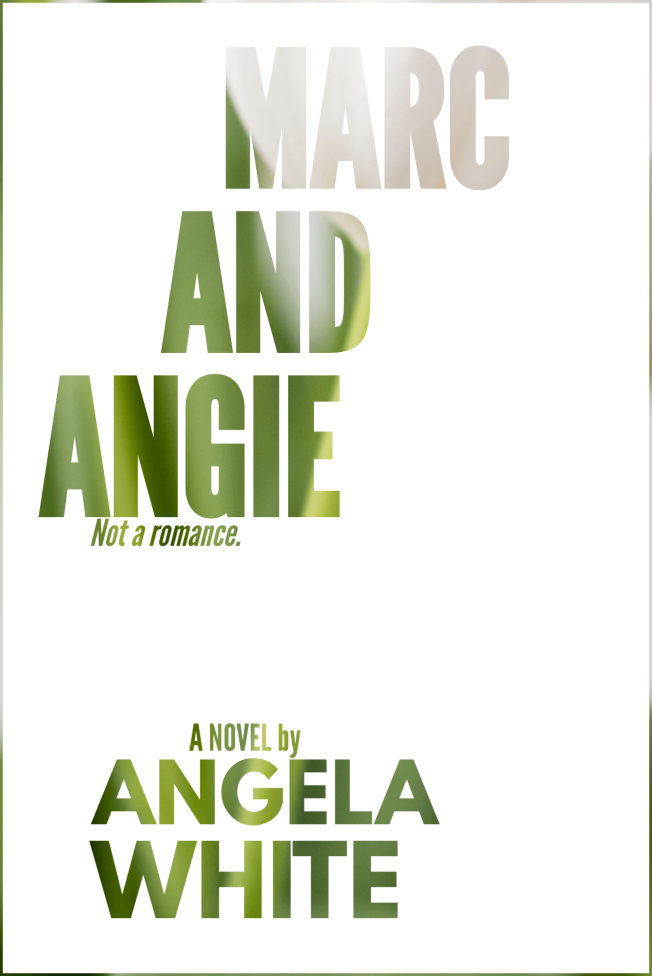 MARC
AND
ANGIE
Not a romance.
A NOVEL by
ANGELA
WHITE